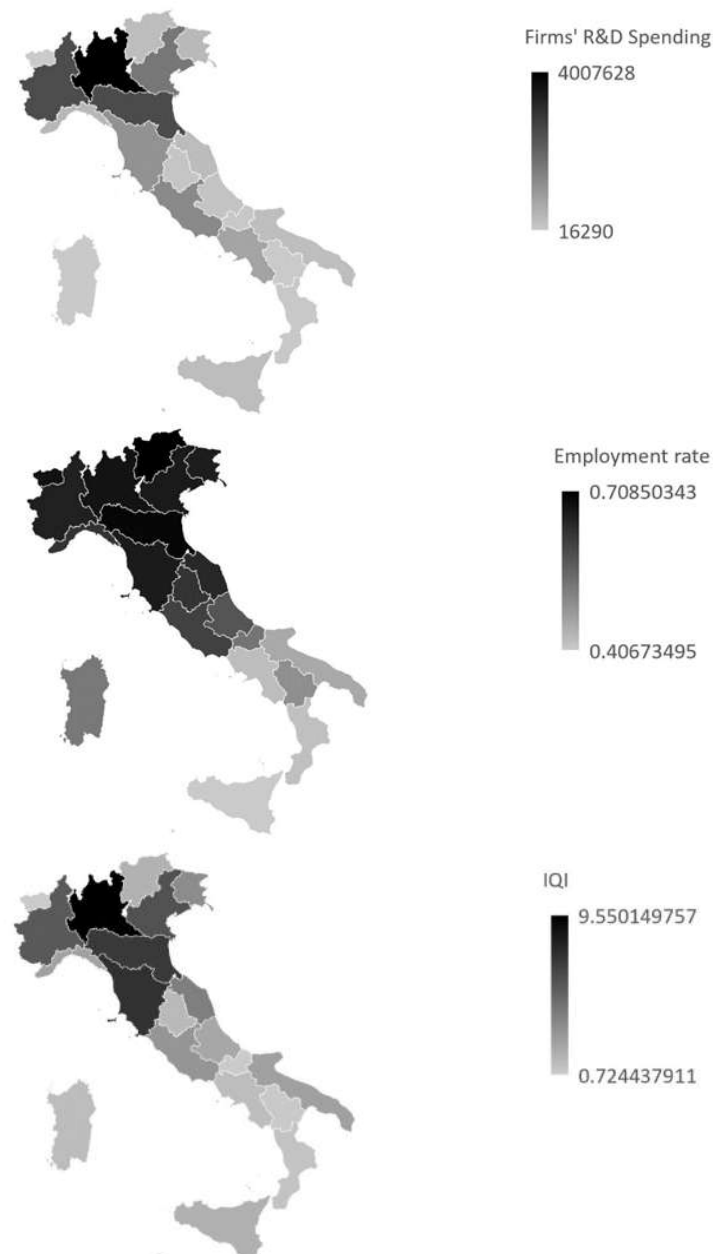 Firms' R&D Spending
4007628
16290
Employment rate
0.70850343
0.40673495
IQI
9.550149757
0.724437911